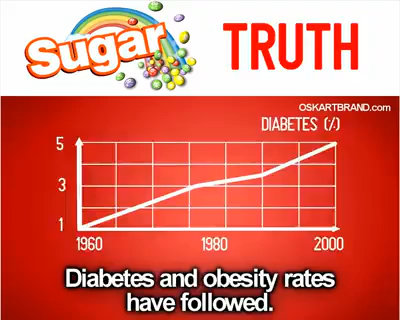 Sugar TRUTH
OSKARTBRAND.com
DIABETES (%)
5
3
1
1960 1980 2000
Diabetes and obesity rates
have followed.